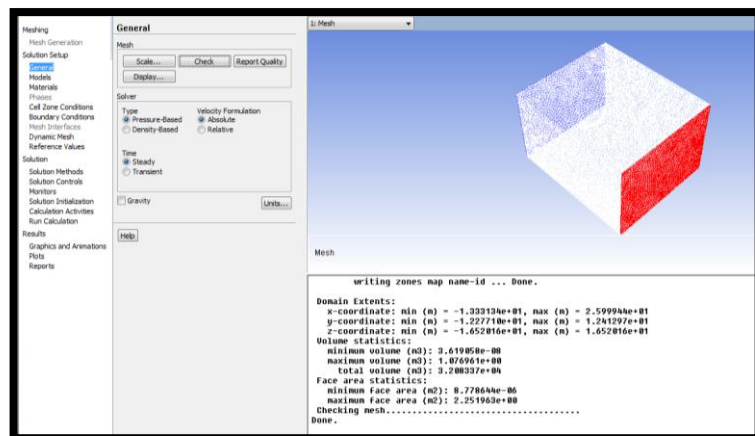 Meshing
Mesh Generation
Solution Setup
General
Models
Materials
Phases
Cell Zone Conditions
Boundary Conditions
Mesh Interfaces
Dynamic Mesh
Reference Values
Solution
Solution Methods
Solution Controls
Monitors
Solution Initialization
Calculation Activities
Run Calculation
Results
Graphics and Animations
Plots
Reports
General
Mesh
Scale... Check Report Quality
Display...
Solver
Type Velocity Formulation
Pressure-Based Absolute
Density-Based Relative
Time
Steady
Transient
Gravity Units...
Help
1: Mesh
Mesh
writing zones map name-id ... Done.
Domain Extents:
x-coordinate: min (m) = -1.333134e+01, max (m) = 2.599944e+01
y-coordinate: min (m) = -1.227710e+01, max (m) = 1.241297e+01
z-coordinate: min (m) = -1.652016e+01, max (m) = 1.652016e+01
Volume statistics:
minimum volume (m3): 3.619058e-08
maximum volume (m3): 1.076961e+00
total volume (m3): 3.208337e+04
Face area statistics:
minimum face area (m2): 8.778644e-06
maximum face area (m2): 2.251963e+00
Checking mesh.....................................
Done.